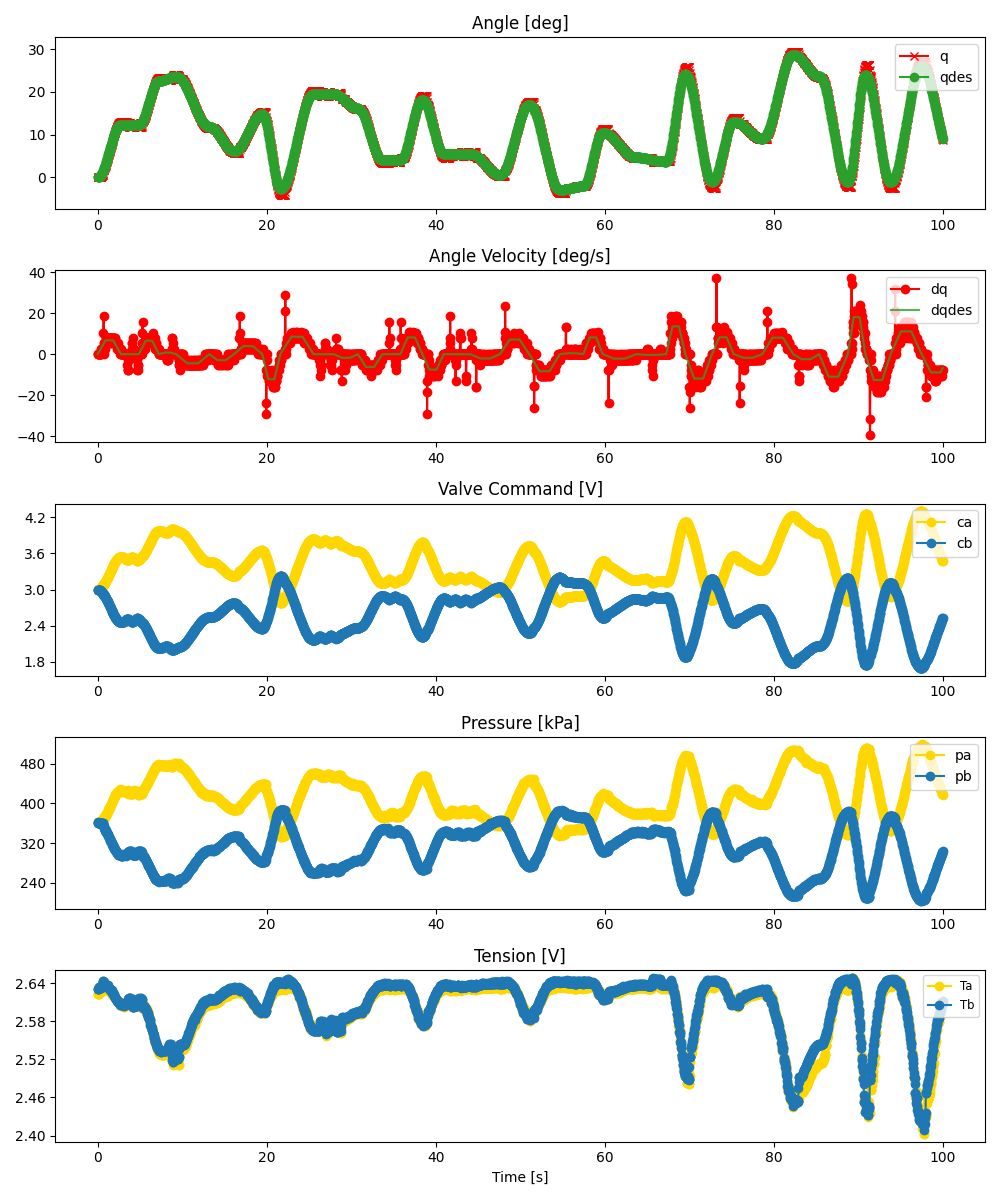 Angle [deg]
30
20
10
0
q
qdes
0 20 40 60 80 100
Angle Velocity [deg/s]
40
20
0
−20
−40
dq
dqdes
0 20 40 60 80 100
Valve Command [V]
4.2
3.6
3.0
2.4
1.8
ca
cb
0 20 40 60 80 100
Pressure [kPa]
480
400
320
240
pa
pb
0 20 40 60 80 100
Tension [V]
2.64
2.58
2.52
2.46
2.40
Ta
Tb
0 20 40 60 80 100
Time [s]